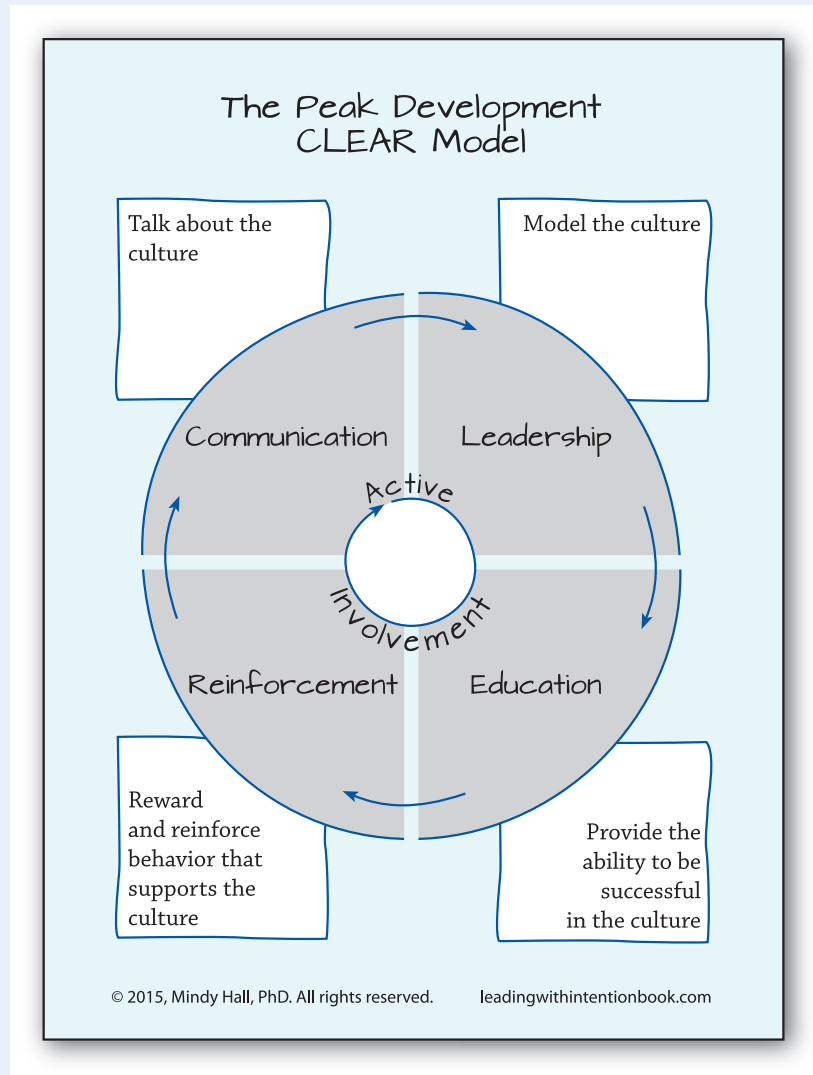 The Peak Development
CLEAR Model
Talk about the
culture
Model the culture
Communication
Leadership
Active
Involvement
Reinforcement
Education
Reward
and reinforce
behavior that
supports the
culture
Provide the
ability to be
successful
in the culture
© 2015, Mindy Hall, PhD. All rights reserved.
leadingwithintentionbook.com